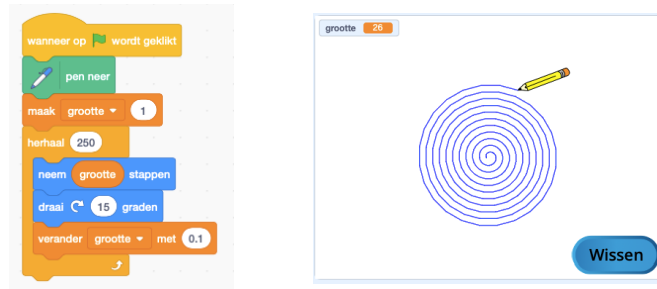 wanneer op wordt geklikt
pen neer
maak grootte 1
herhaal 250
neem grootte stappen
draai 15 graden
verander grootte met 0.1
grootte 26
Wissen